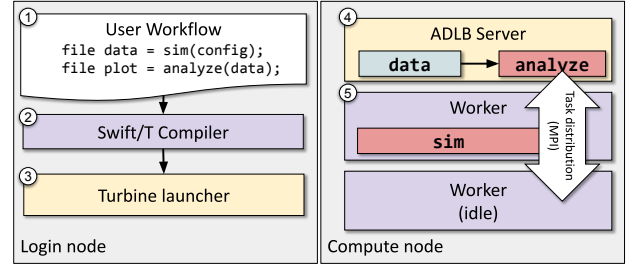 1
User Workflow
file data = sim(config);
file plot = analyze(data);
2
Swift/T Compiler
3
Turbine launcher
Login node
4
ADLB Server
data
analyze
5
Worker
sim
Task distribution
(MPI)
Worker
(idle)
Compute node